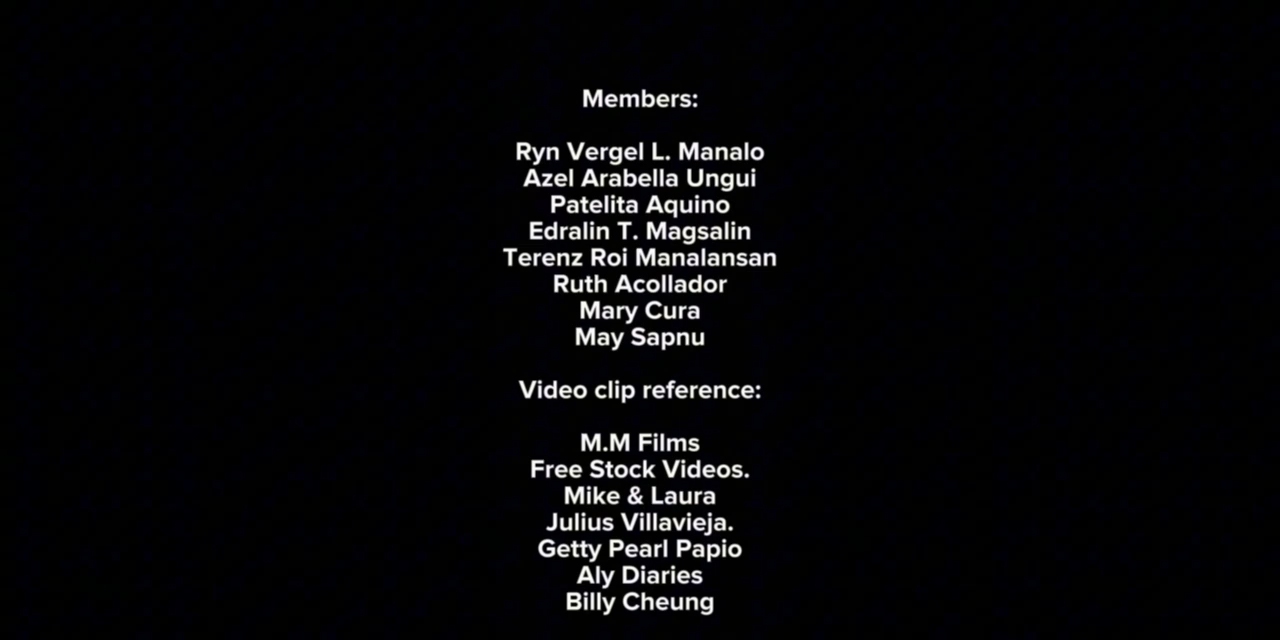 Members:
Ryn Vergel L. Manalo
Azel Arabella Ungui
Patelita Aquino
Edralin T. Magsalin
Terenz Roi Manalansan
Ruth Acollador
Mary Cura
May Sapnu
Video clip reference:
M.M Films
Free Stock Videos.
Mike & Laura
Julius Villavieja.
Getty Pearl Papio
Aly Diaries
Billy Cheung